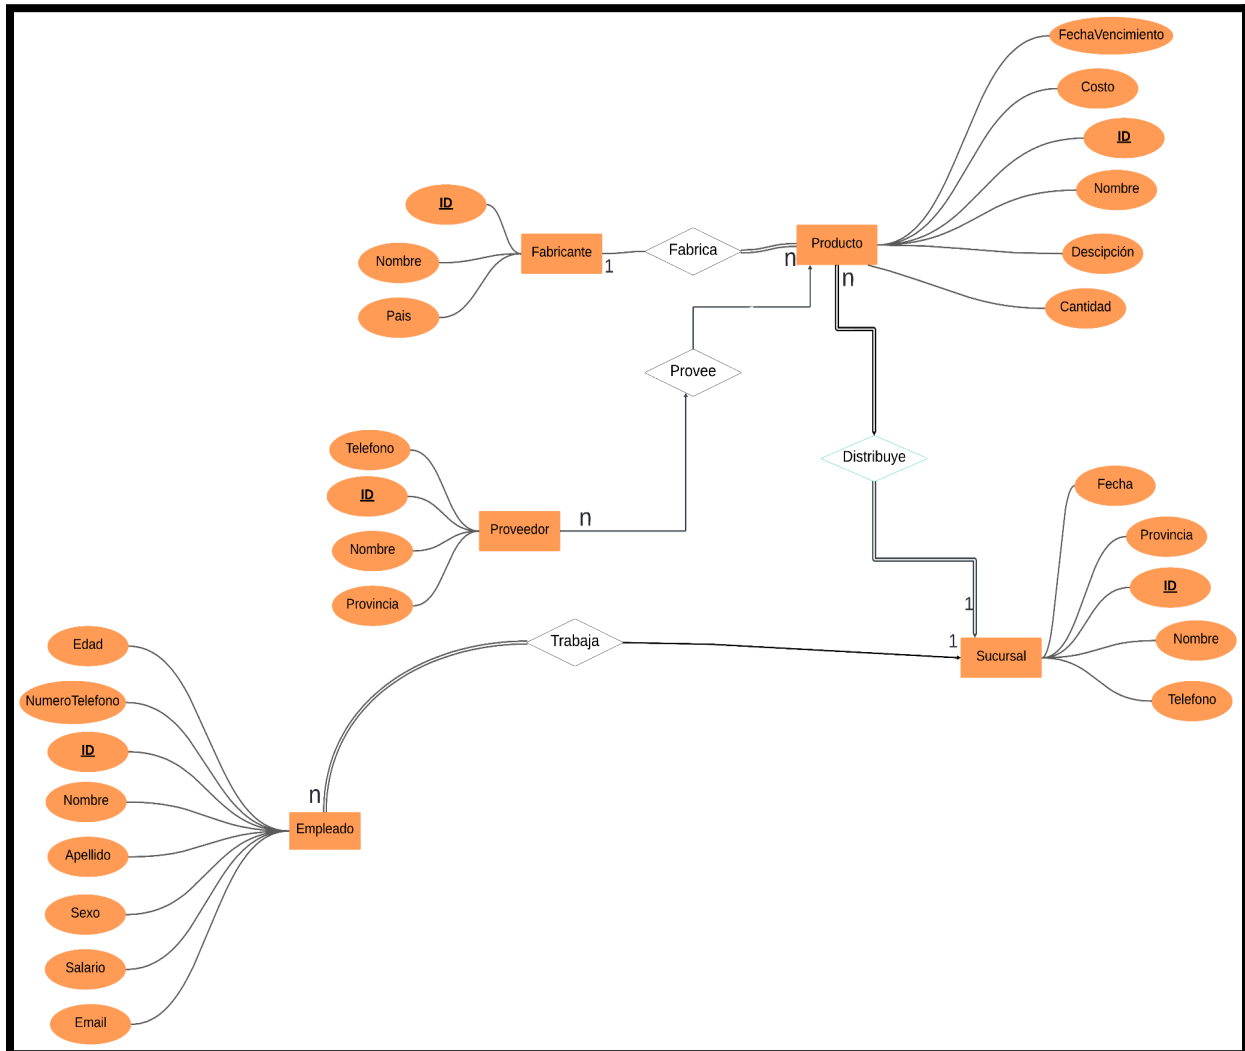 FechaVencimiento
Costo
ID
Nombre
Descipción
Cantidad
Producto
n
n
Fabrica
Fabricante
1
ID
Nombre
Pais
Provee
Telefono
ID
Nombre
Provincia
Proveedor
n
Distribuye
Fecha
Provincia
ID
Nombre
Telefono
1
1
Sucursal
Trabaja
n
Empleado
Edad
NumeroTelefono
ID
Nombre
Apellido
Sexo
Salario
Email